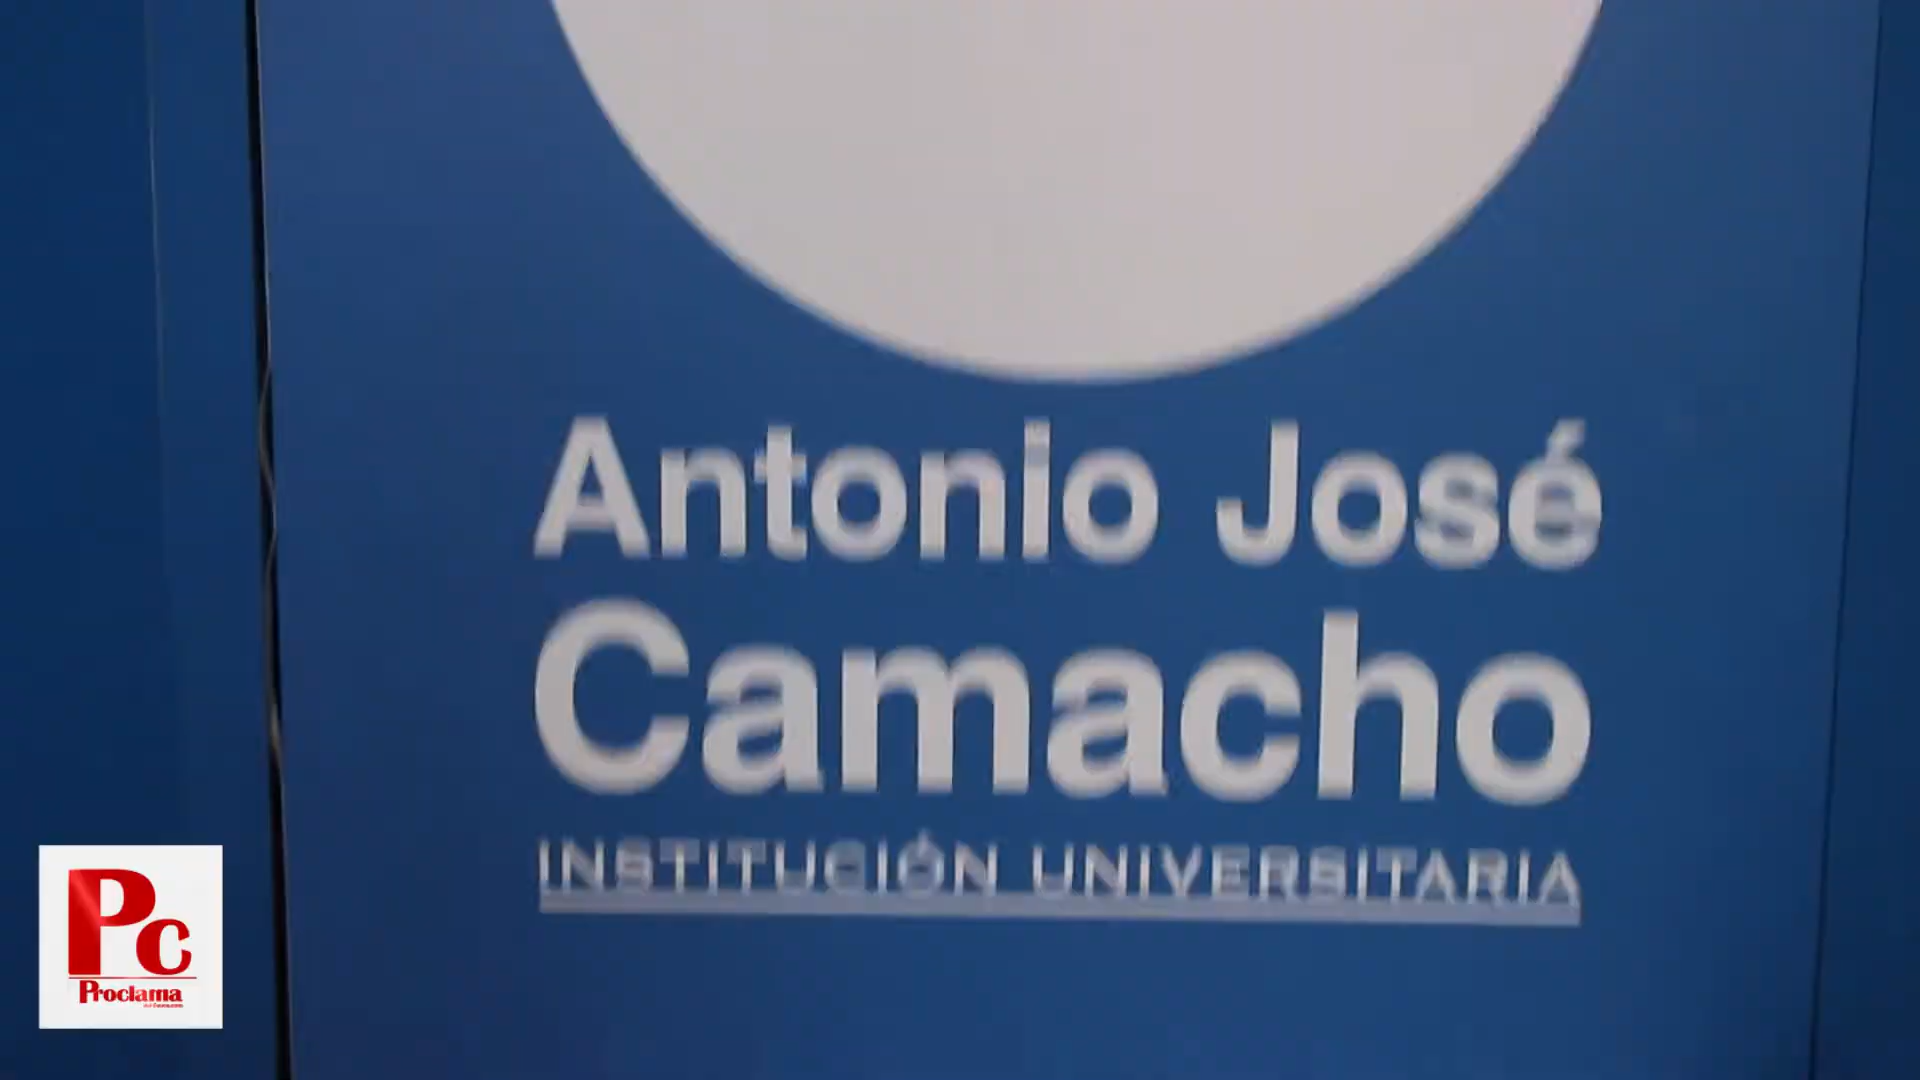 Antonio José
Camacho
INSTITUCIÓN UNIVERSITARIA
Pc
Proclama